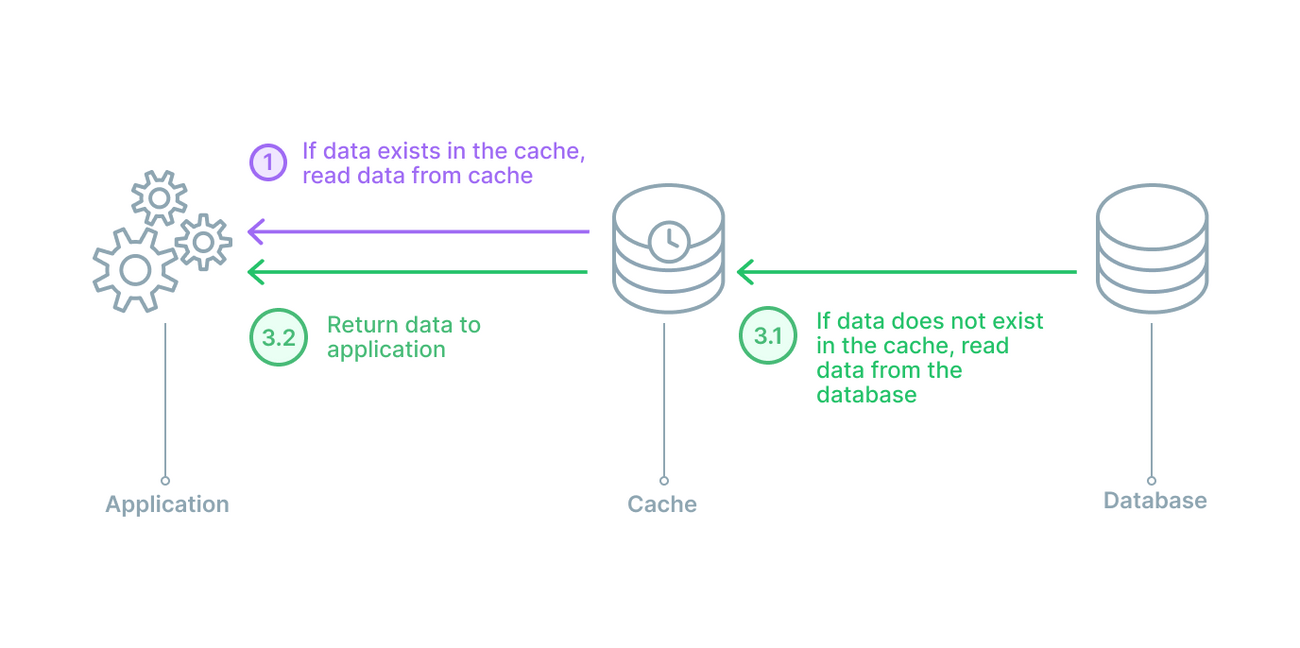 1
If data exists in the cache,
read data from cache
3.2
Return data to
application
3.1
If data does not exist
in the cache, read
data from the
database
Application
Cache
Database